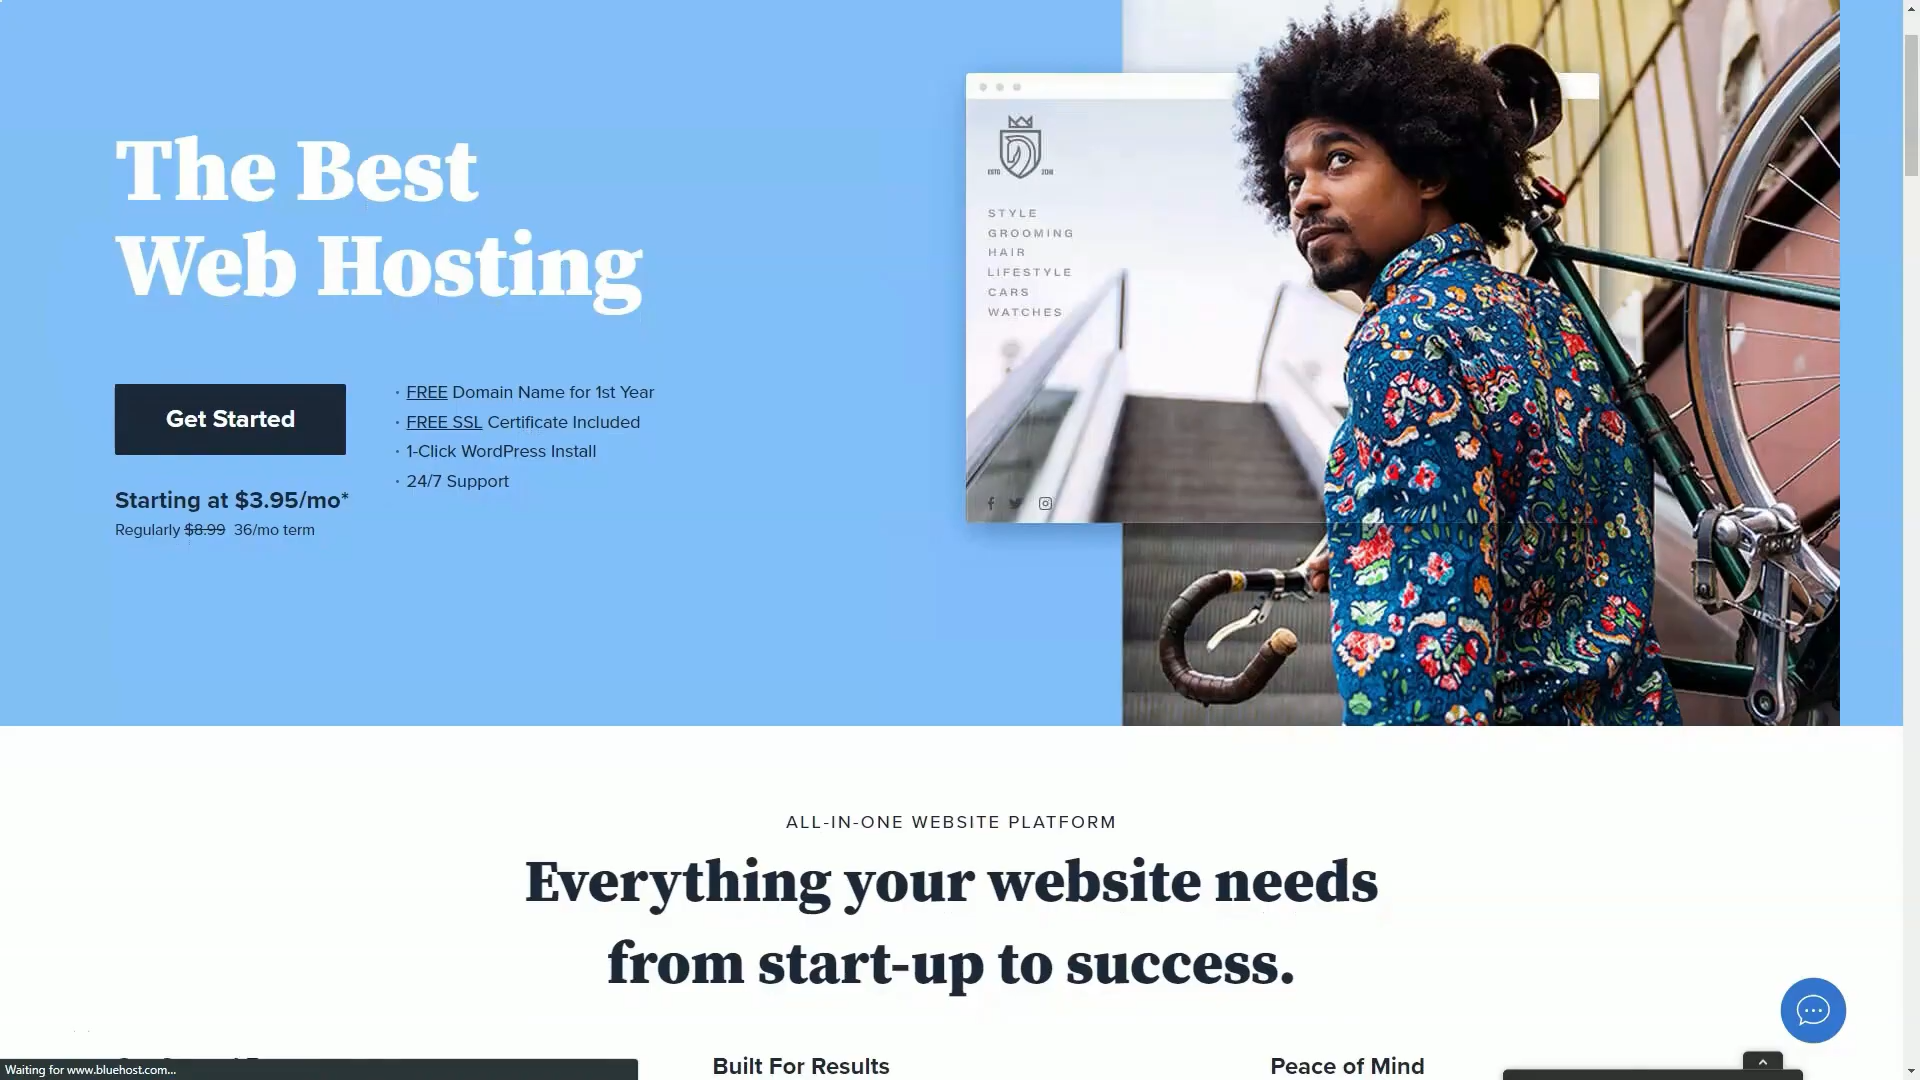 The Best
Web Hosting
Get Started
Starting at $3.95/mo*
Regularly $8.99 36/mo term
· FREE Domain Name for 1st Year
· FREE SSL Certificate Included
· 1-Click WordPress Install
· 24/7 Support
ESTD 2018
STYLE
GROOMING
HAIR
LIFESTYLE
CARS
WATCHES
ALL-IN-ONE WEBSITE PLATFORM
Everything your website needs
from start-up to success.
Built For Results
Peace of Mind
Waiting for www.bluehost.com...